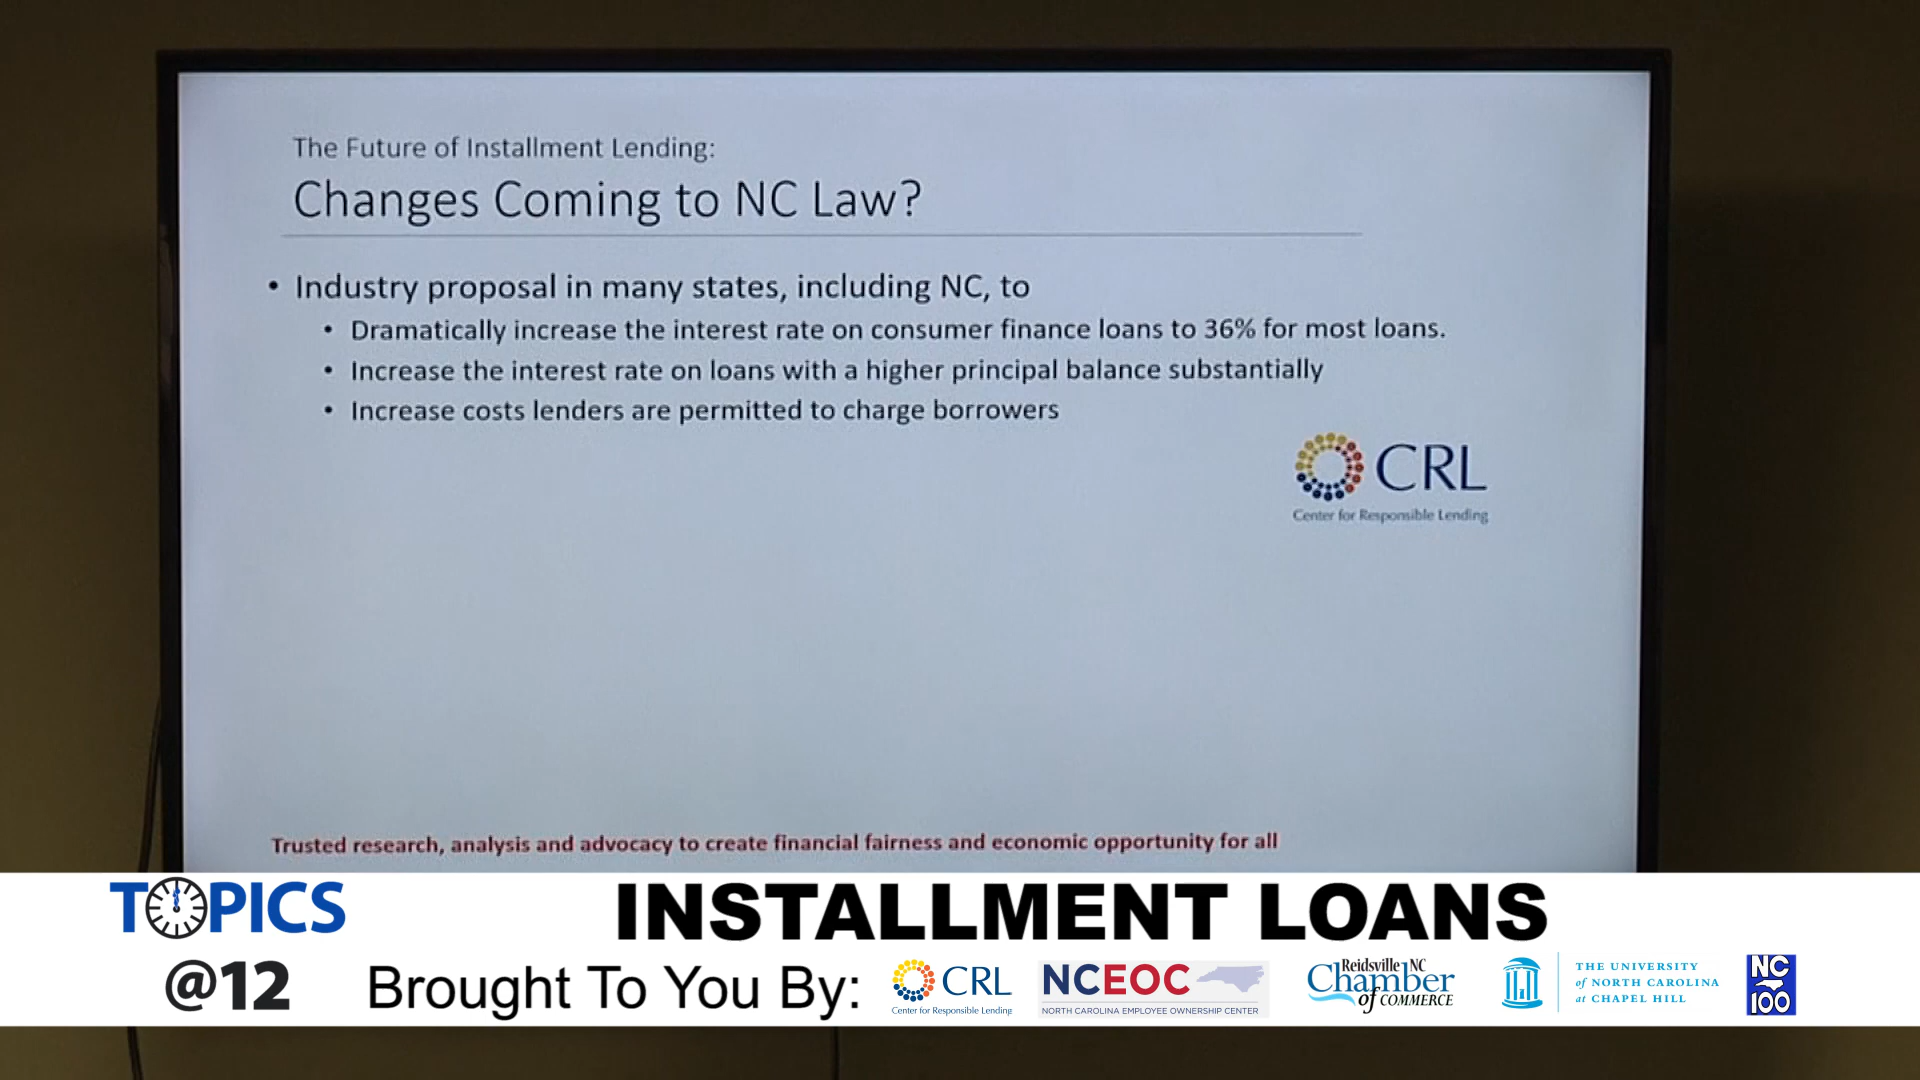 The Future of Installment Lending:
Changes Coming to NC Law?
• Industry proposal in many states, including NC, to
• Dramatically increase the interest rate on consumer finance loans to 36% for most loans.
• Increase the interest rate on loans with a higher principal balance substantially
• Increase costs lenders are permitted to charge borrowers
CRL
Center for Responsible Lending
Trusted research, analysis and advocacy to create financial fairness and economic opportunity for all
TOPICS
@12
INSTALLMENT LOANS
Brought To You By:
CRL
Center for Responsible Lending
NCEOC
NORTH CAROLINA EMPLOYEE OWNERSHIP CENTER
Reidsville NC
Chamber
of COMMERCE
THE UNIVERSITY
of NORTH CAROLINA
at CHAPEL HILL
NC
100